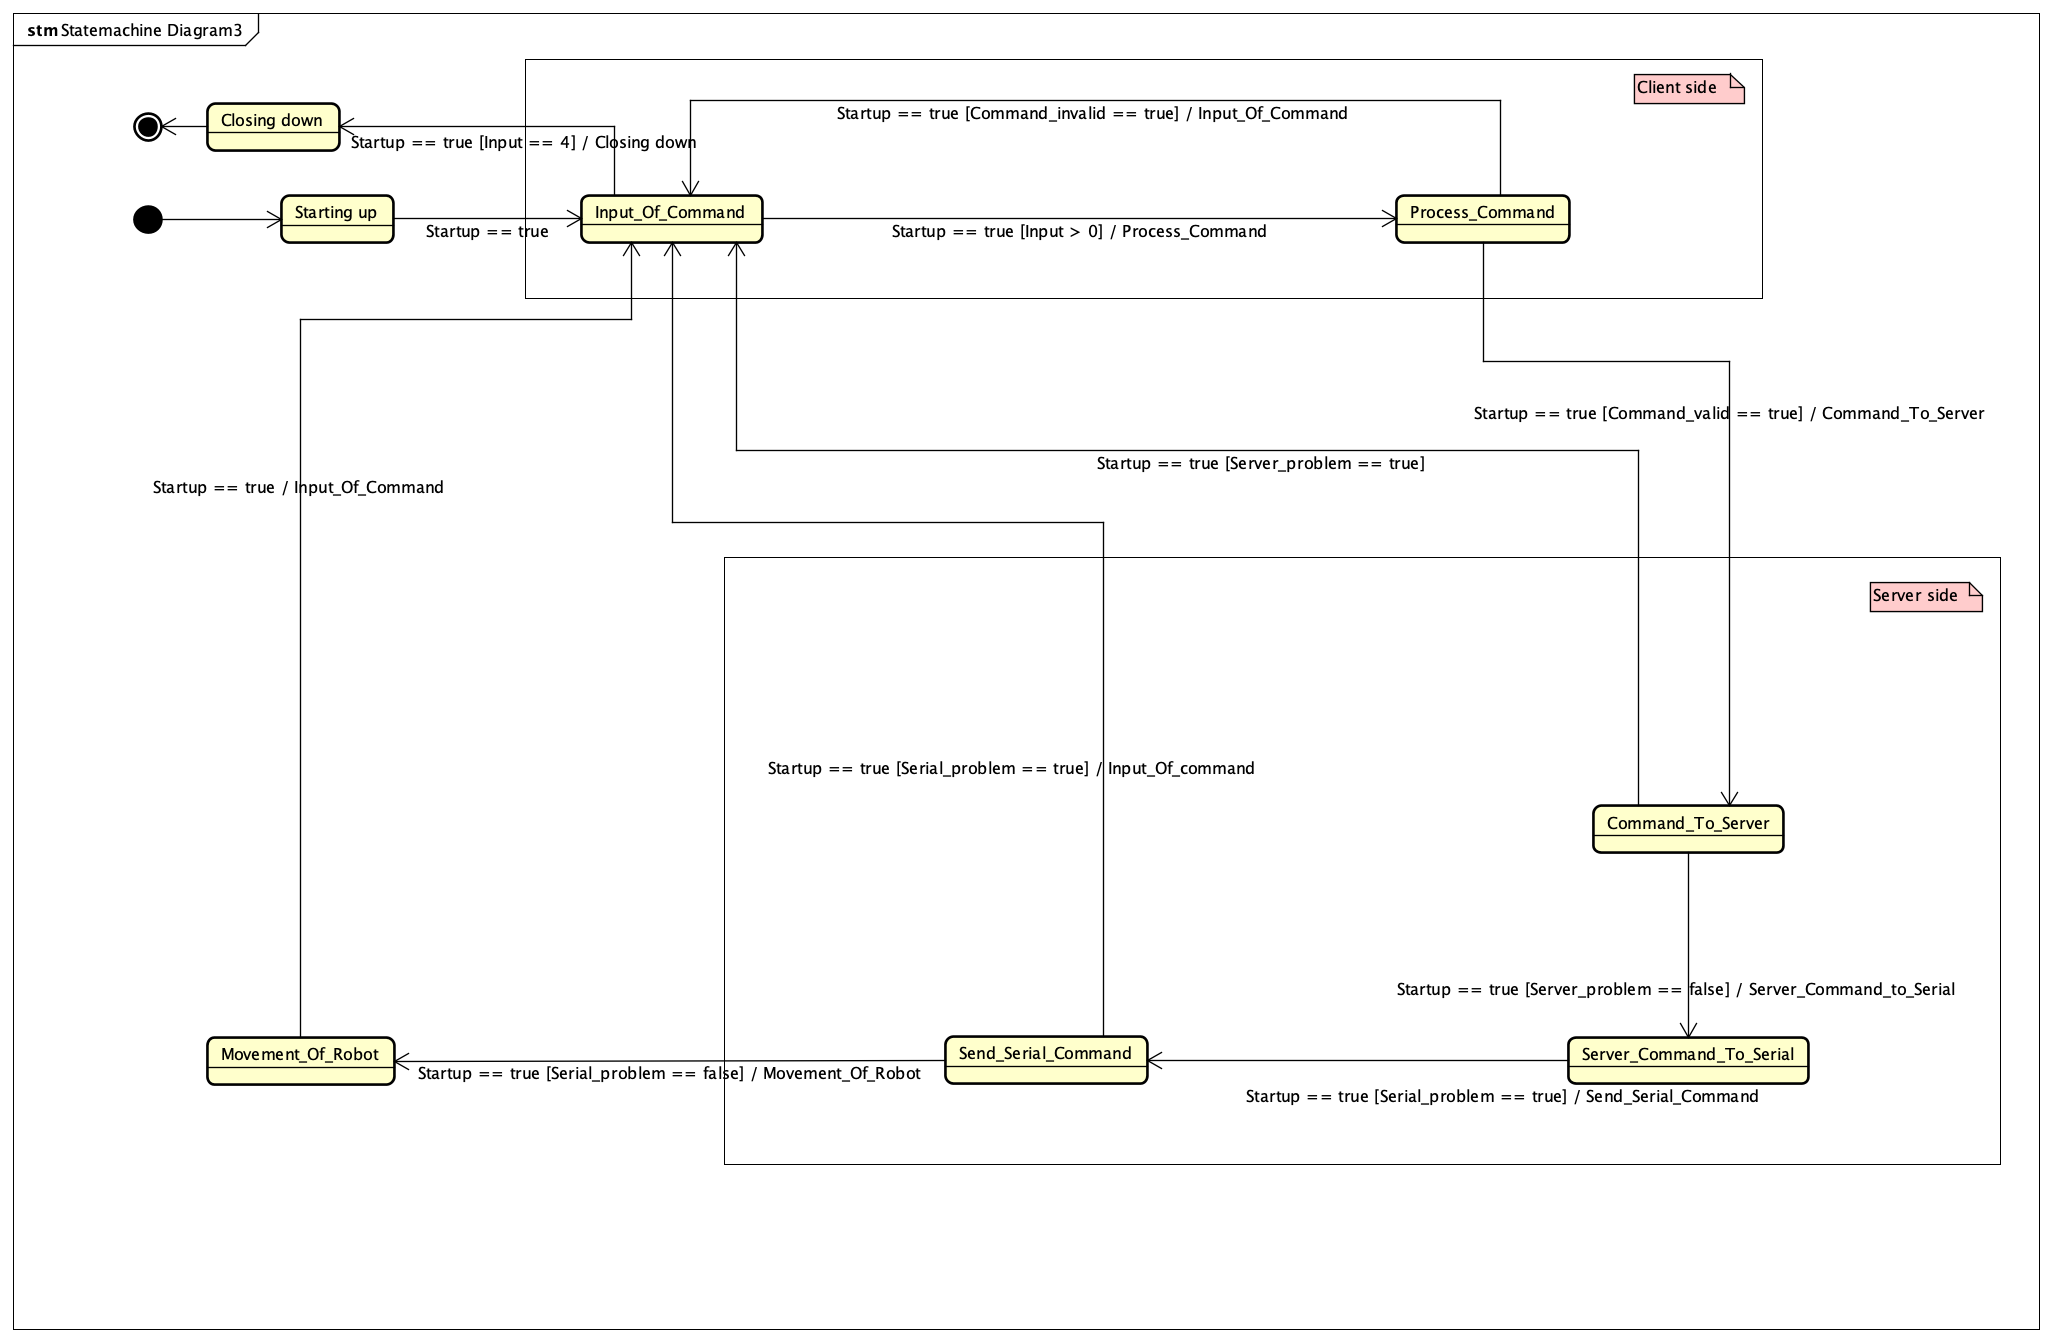 stm Statemachine Diagram3
Client side
Startup == true [Command_invalid == true] / Input_Of_Command
Closing down
Startup == true [Input == 4] / Closing down
Starting up
Input_Of_Command
Process_Command
Startup == true
Startup == true [Input > 0] / Process_Command
Startup == true [Command_valid == true] / Command_To_Server
Startup == true [Server_problem == true]
Startup == true / Input_Of_Command
Server side
Startup == true [Serial_problem == true] / Input_Of_command
Command_To_Server
Startup == true [Server_problem == false] / Server_Command_to_Serial
Movement_Of_Robot
Send_Serial_Command
Server_Command_To_Serial
Startup == true [Serial_problem == false] / Movement_Of_Robot
Startup == true [Serial_problem == true] / Send_Serial_Command